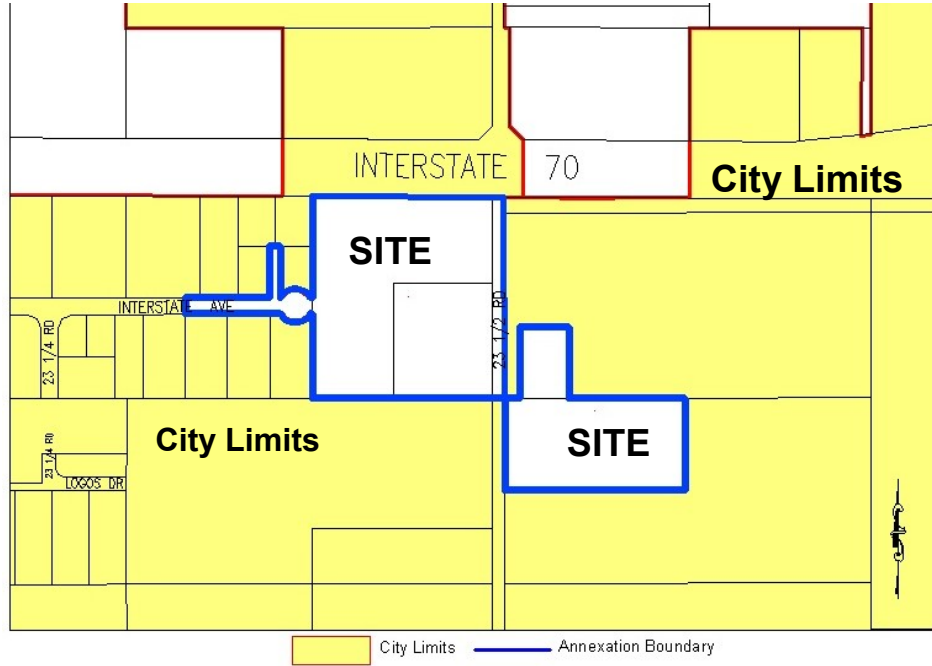 INTERSTATE 70
City Limits
SITE
INTERSTATE AVE
23 1/4 RD
23 1/2 RD
City Limits
SITE
23 1/4 RD
LOGOS DR
City Limits
Annexation Boundary